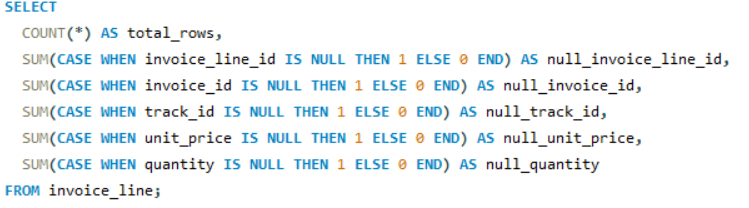 SELECT
  COUNT(*) AS total_rows,
  SUM(CASE WHEN invoice_line_id IS NULL THEN 1 ELSE 0 END) AS null_invoice_line_id,
  SUM(CASE WHEN invoice_id IS NULL THEN 1 ELSE 0 END) AS null_invoice_id,
  SUM(CASE WHEN track_id IS NULL THEN 1 ELSE 0 END) AS null_track_id,
  SUM(CASE WHEN unit_price IS NULL THEN 1 ELSE 0 END) AS null_unit_price,
  SUM(CASE WHEN quantity IS NULL THEN 1 ELSE 0 END) AS null_quantity
FROM invoice_line;